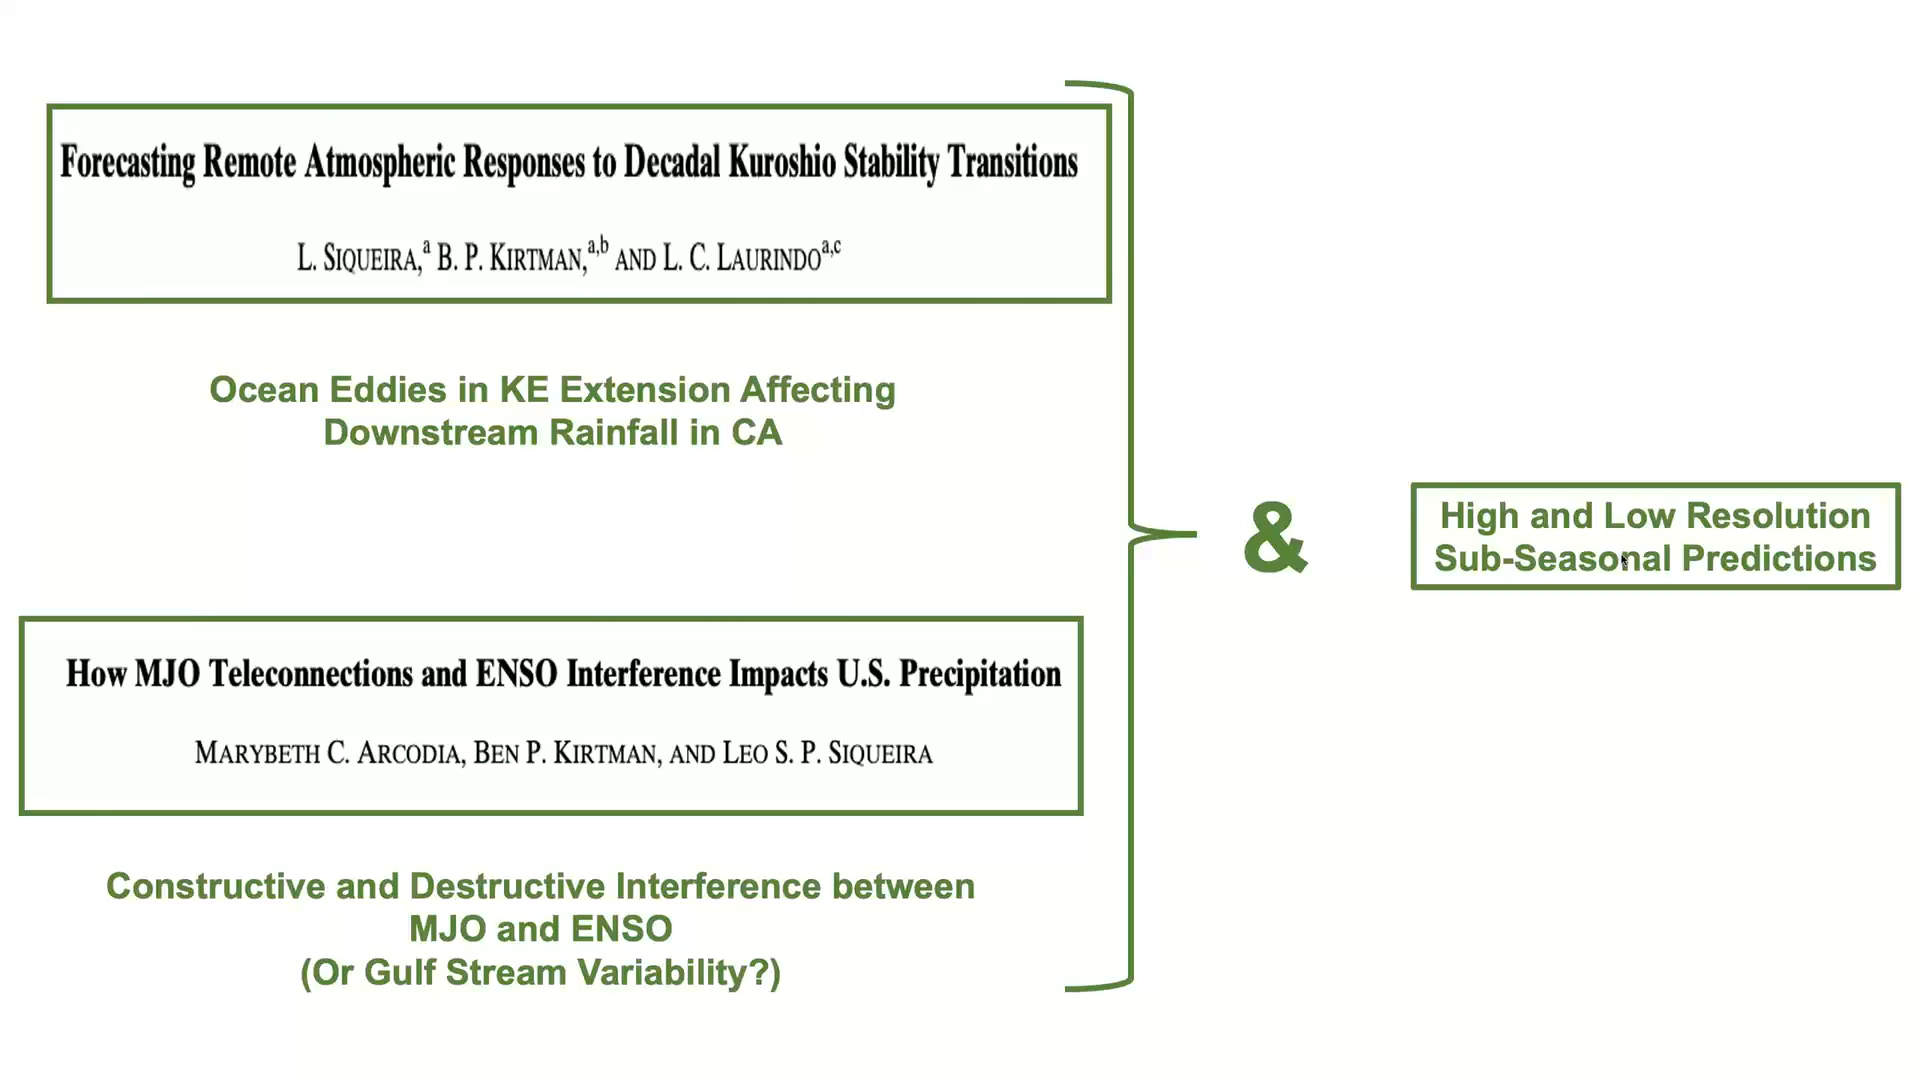 Forecasting Remote Atmospheric Responses to Decadal Kuroshio Stability Transitions
L. SIQUEIRA,a B. P. KIRTMAN,a,b AND L. C. LAURINDOa,c
Ocean Eddies in KE Extension Affecting
Downstream Rainfall in CA
How MJO Teleconnections and ENSO Interference Impacts U.S. Precipitation
MARYBETH C. ARCODIA, BEN P. KIRTMAN, AND LEO S. P. SIQUEIRA
Constructive and Destructive Interference between
MJO and ENSO
(Or Gulf Stream Variability?)
&
High and Low Resolution
Sub-Seasonal Predictions